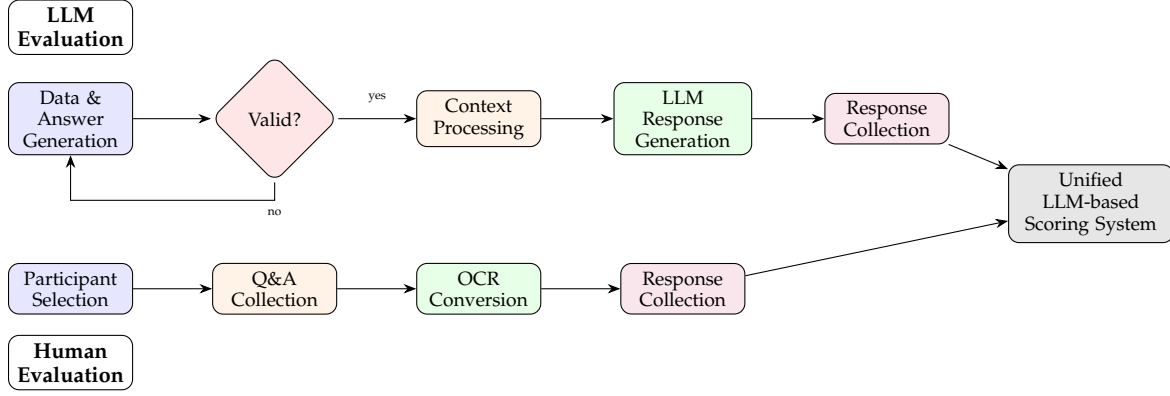 LLM
Evaluation
Data &
Answer
Generation
Valid?
yes
no
Context
Processing
LLM
Response
Generation
Response
Collection
Unified
LLM-based
Scoring System
Participant
Selection
Q&A
Collection
OCR
Conversion
Response
Collection
Human
Evaluation